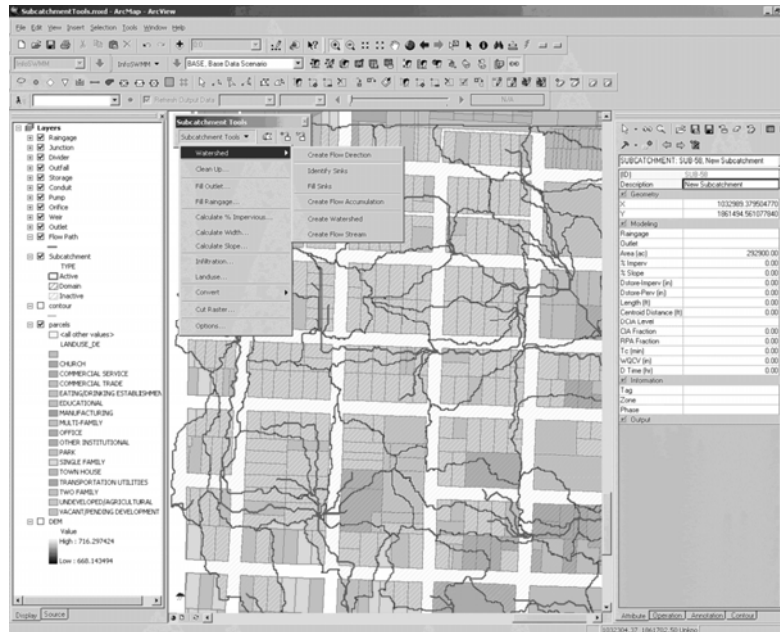 SubcatchmentTools.mxd - ArcMap - ArcView
File Edit View Insert Selection Tools Window Help
InfoSWMM
InfoSWMM
BASE, Base Data Scenario
Refresh Output Data
N/A
Layers
Raingage
Junction
Divider
Outfall
Storage
Conduit
Pump
Orifice
Weir
Outlet
Flow Path
Subcatchment
TYPE
Active
Domain
Inactive
contour
parcels
<all other values>
LANDUSE_DE
CHURCH
COMMERCIAL SERVICE
COMMERCIAL TRADE
EATING/DRINKING ESTABLISHMEN
EDUCATIONAL
MANUFACTURING
MULTI-FAMILY
OFFICE
OTHER INSTITUTIONAL
PARK
SINGLE FAMILY
TOWN HOUSE
TRANSPORTATION UTILITIES
TWO FAMILY
UNDEVELOPED/AGRICULTURAL
VACANT/PENDING DEVELOPMENT
DEM
Value
High : 716.297424
Low : 668.143494
Display Source
Subcatchment Tools
Subcatchment Tools
Watershed
Clean Up...
Fill Outlet...
Fill Raingage...
Calculate % Impervious...
Calculate Width...
Calculate Slope...
Infiltration...
Landuse...
Convert
Cut Raster...
Options...
Create Flow Direction
Identify Sinks
Fill Sinks
Create Flow Accumulation
Create Watershed
Create Flow Stream
SUBCATCHMENT: SUB-58, New Subcatchment
(ID) SUB-58
Description New Subcatchment
Geometry
X 1032989.379504770
Y 1861494.561077840
Modeling
Raingage
Outlet
Area (ac) 292900.00
% Imperv 0.00
% Slope 0.00
Dstore-Imperv (in) 0.00
Dstore-Perv (in) 0.00
Length (ft) 0.00
Centroid Distance (ft) 0.00
DCIA Level
CIA Fraction 0.00
RPA Fraction 0.00
Tc (min) 0.00
WQCV (in) 0.00
D Time (hr) 0.00
Information
Tag
Zone
Phase
Output
Attribute Operation Annotation Contour